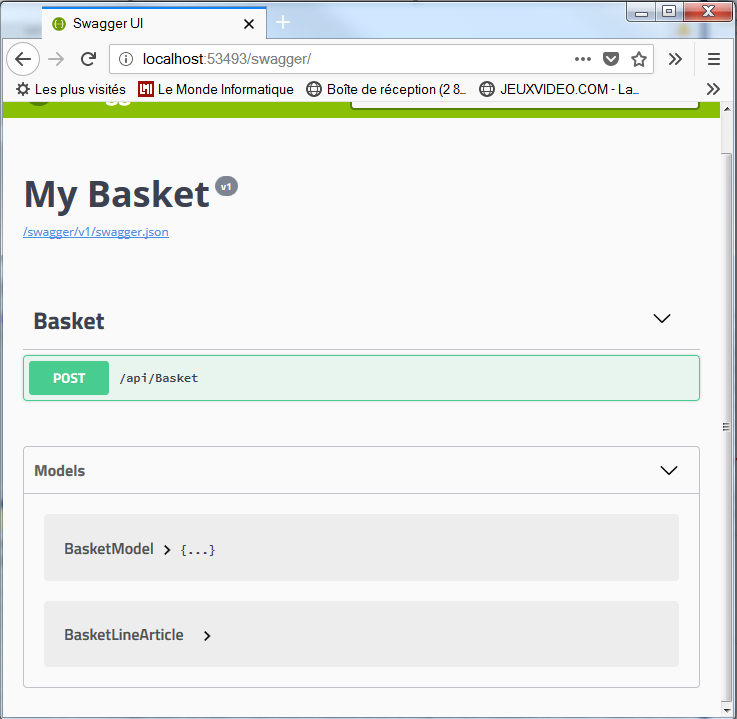 Swagger UI
localhost:53493/swagger/
Les plus visités
Le Monde Informatique
Boîte de réception (2 8...
JEUXVIDEO.COM - La...
My Basket v1
/swagger/v1/swagger.json
Basket
POST /api/Basket
Models
BasketModel {...}
BasketLineArticle